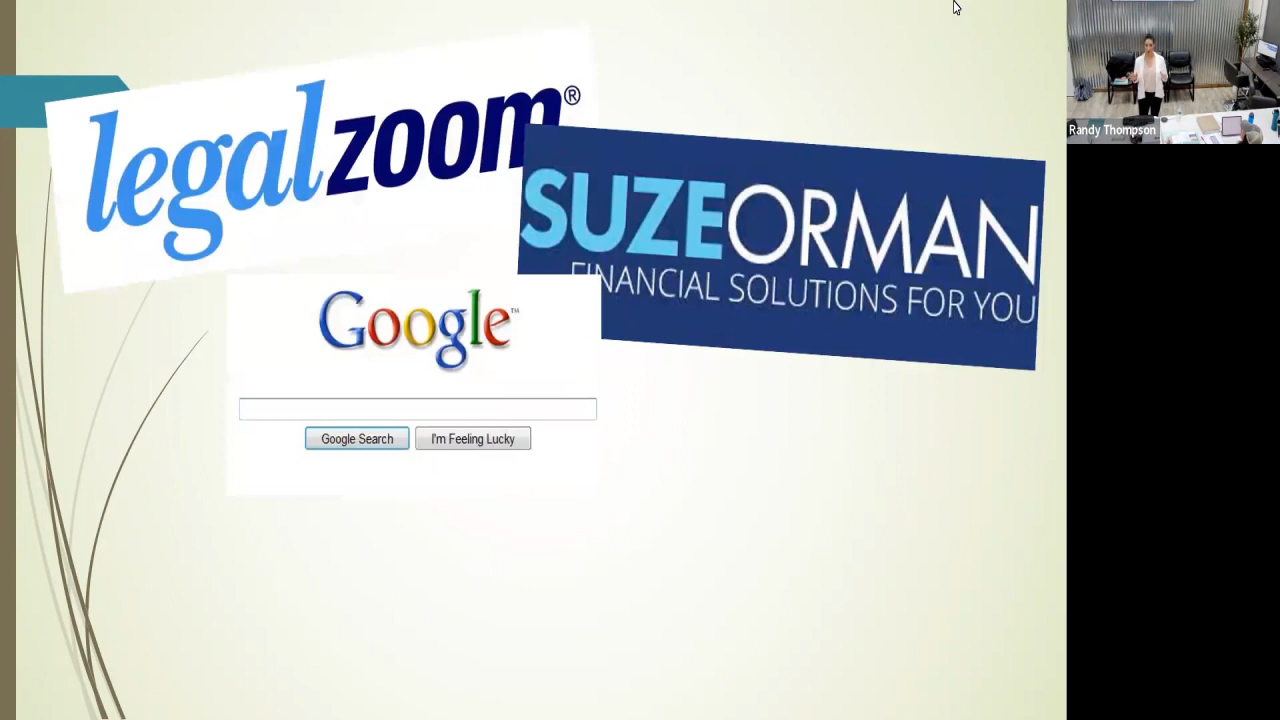 legalzoom®
SUZEORMAN
FINANCIAL SOLUTIONS FOR YOU
Google™
Google Search
I'm Feeling Lucky
Randy Thompson